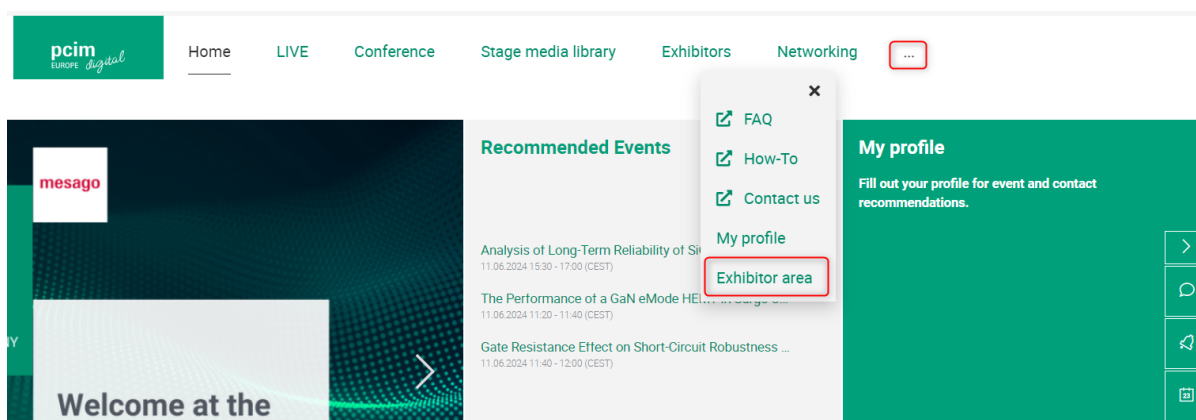 pcim
EUROPE digital
Home
LIVE
Conference
Stage media library
Exhibitors
Networking
...
FAQ
How-To
Contact us
My profile
Exhibitor area
mesago
Welcome at the
Recommended Events
Analysis of Long-Term Reliability of
11.06.2024 15:30 - 17:00 (CEST)
The Performance of a GaN eMode
11.06.2024 11:20 - 11:40 (CEST)
Gate Resistance Effect on Short-Circuit Robustness ...
11.06.2024 11:40 - 12:00 (CEST)
My profile
Fill out your profile for event and contact
recommendations.
23